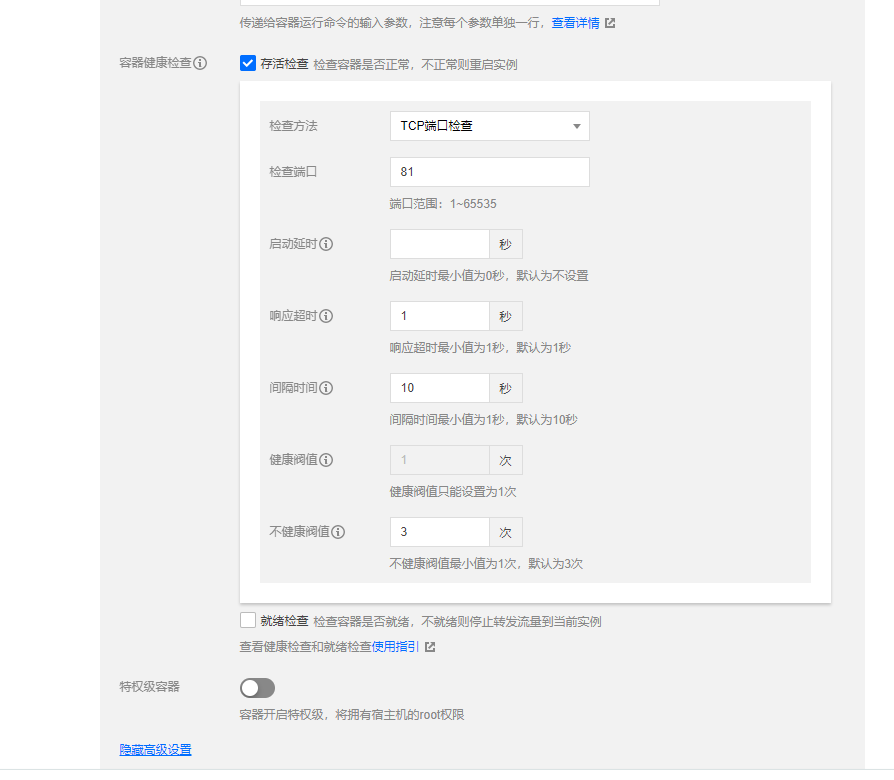 传递给容器运行命令的输入参数，注意每个参数单独一行，查看详情
容器健康检查 存活检查 检查容器是否正常，不正常则重启实例
检查方法 TCP端口检查
检查端口 81
端口范围：1~65535
启动延时 秒
启动延时最小值为0秒，默认为不设置
响应超时 1 秒
响应超时最小值为1秒，默认为1秒
间隔时间 10 秒
间隔时间最小值为1秒，默认为10秒
健康阀值 1 次
健康阀值只能设置为1次
不健康阀值 3 次
不健康阀值最小值为1次，默认为3次
就绪检查 检查容器是否就绪，不就绪则停止转发流量到当前实例
查看健康检查和就绪检查使用指引
特权级容器
容器开启特权级，将拥有宿主机的root权限
隐藏高级设置